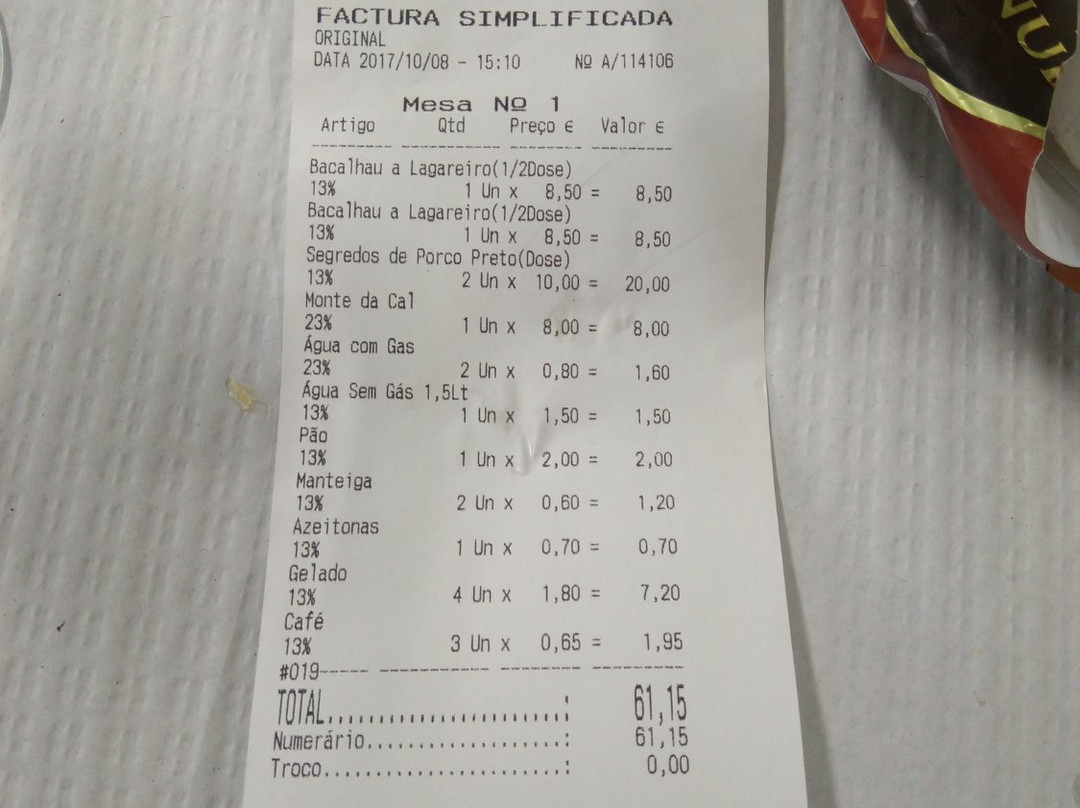 FACTURA SIMPLIFICADA
ORIGINAL
DATA 2017/10/08 - 15:10 Nº A/114106
Mesa Nº 1
Artigo Qtd Preço € Valor €
Bacalhau a Lagareiro(1/2Dose)
13% 1 Un x 8,50 = 8,50
Bacalhau a Lagareiro(1/2Dose)
13% 1 Un x 8,50 = 8,50
Segredos de Porco Preto(Dose)
13% 2 Un x 10,00 = 20,00
Monte da Cal
23% 1 Un x 8,00 = 8,00
Água com Gas
23% 2 Un x 0,80 = 1,60
Água Sem Gás 1,5Lt
13% 1 Un x 1,50 = 1,50
Pão
13% 1 Un x 2,00 = 2,00
Manteiga
13% 2 Un x 0,60 = 1,20
Azeitonas
13% 1 Un x 0,70 = 0,70
Gelado
13% 4 Un x 1,80 = 7,20
Café
13% 3 Un x 0,65 = 1,95
#019----- ------------ --------- ----------
TOTAL.......................: 61,15
Numerário...................: 61,15
Troco.......................: 0,00